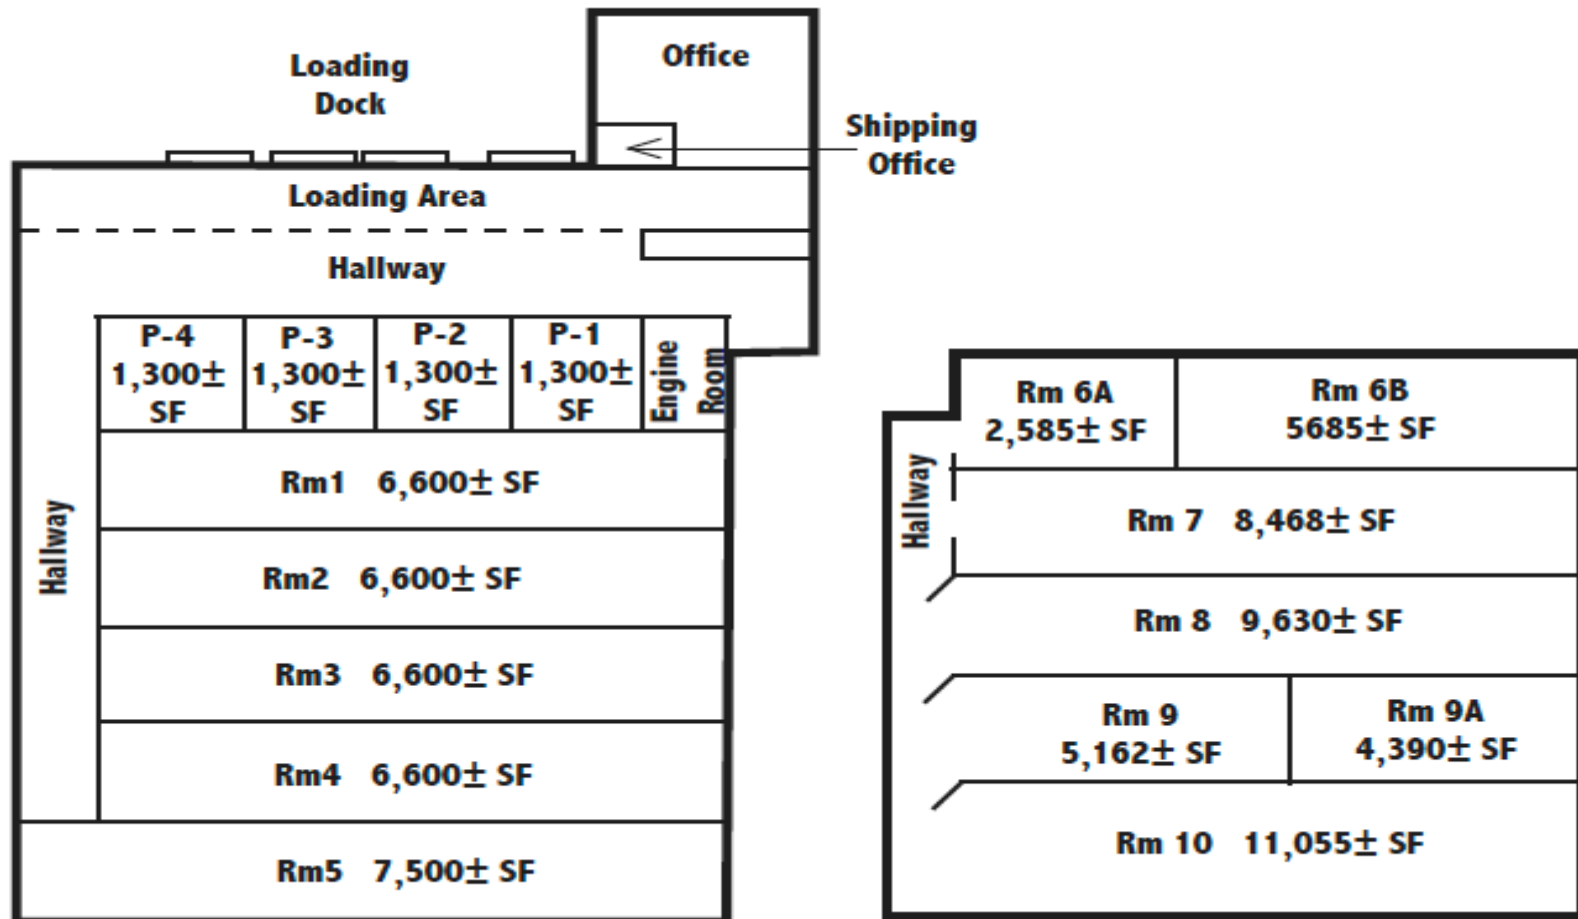 Office
Loading
Dock
Shipping
Office
Loading Area
Hallway
P-4
1,300± 
SF
P-3
1,300±
SF
P-2
1,300±
SF
P-1
1,300±
SF
Engine
Room
Rm1 6,600± SF
Hallway
Rm2 6,600± SF
Rm3 6,600± SF
Rm4 6,600± SF
Rm5 7,500± SF
Rm 6A
2,585± SF
Rm 6B
5685± SF
Hallway
Rm 7 8,468± SF
Rm 8 9,630± SF
Rm 9
5,162± SF
Rm 9A
4,390± SF
Rm 10 11,055± SF